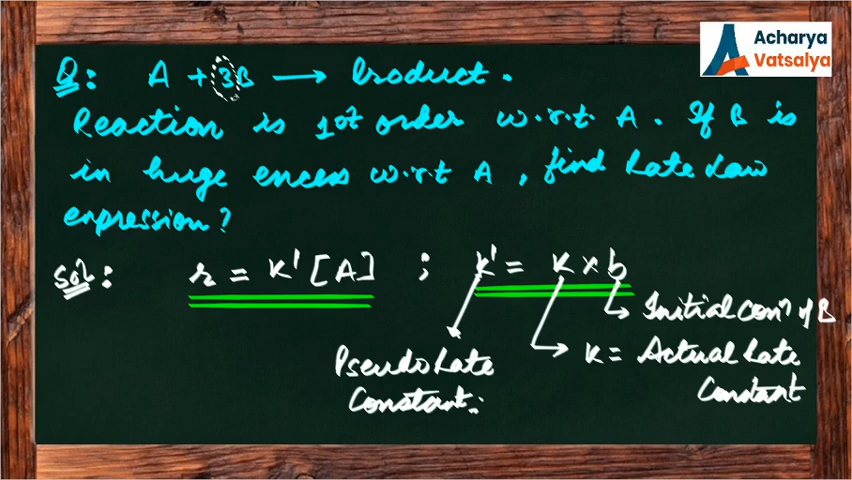 Acharya
Vatsalya
Q: A + 3B → Product.
Reaction is 1st order w.r.t. A. If B is
in huge excess w.r.t A, find Rate Law
expression?
Sol: r = K' [A] ; K' = K × b
Initial Conn of B
K = Actual Rate
Constant
Pseudo Rate
Constant.